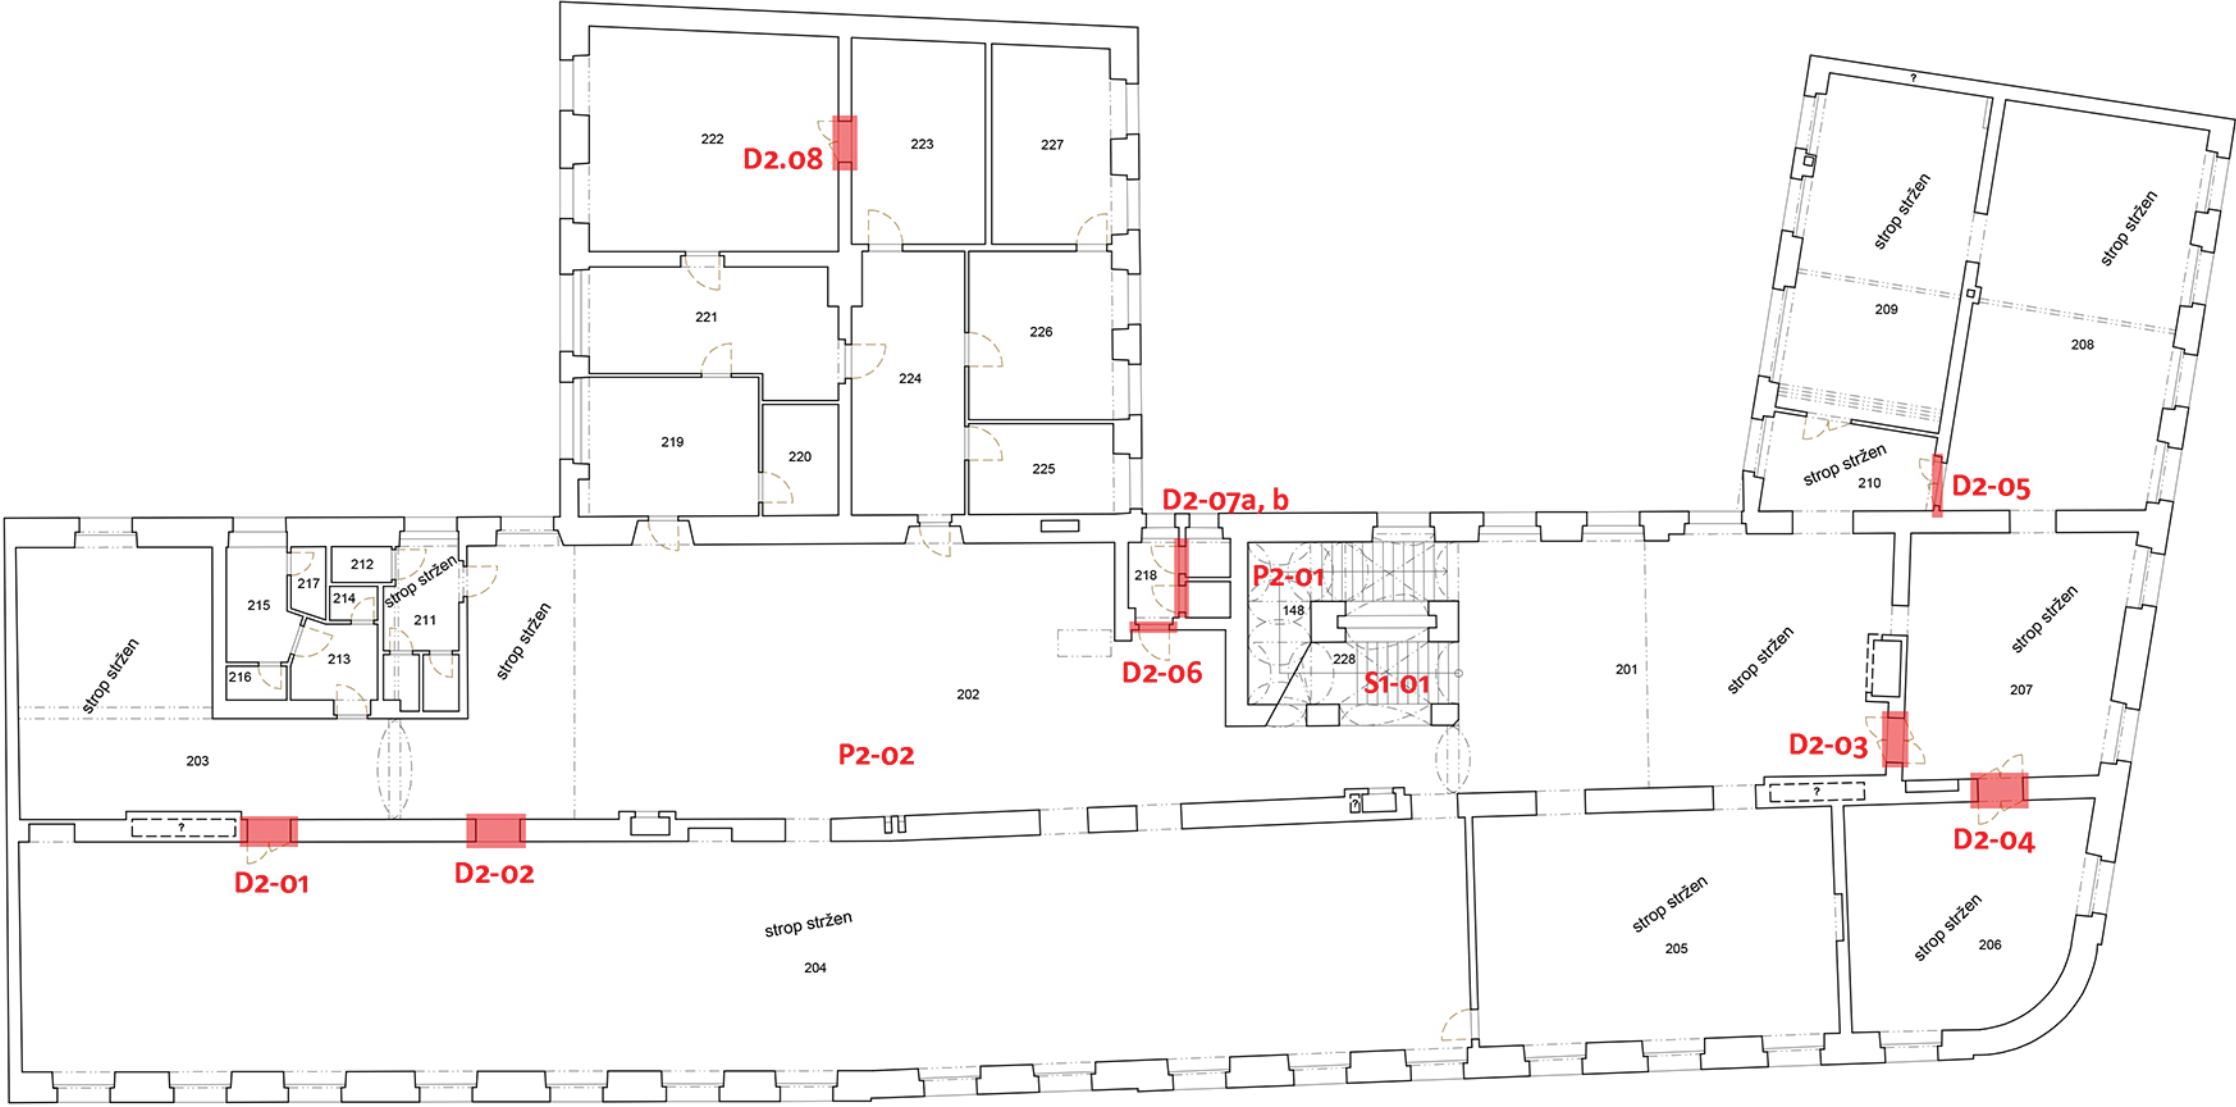 ?
222
D2.08
223
227
strop stržen
strop stržen
221
226
209
208
224
219
220
225
strop stržen
210
D2-05
D2-07a, b
217
212
strop stržen
218
P2-01
215
214
211
148
213
216
strop stržen
strop stržen
228
S1-01
201
strop stržen
strop stržen
207
D2-06
202
203
P2-02
D2-03
?
?
?
D2-01
D2-02
D2-04
strop stržen
204
strop stržen
205
strop stržen
206